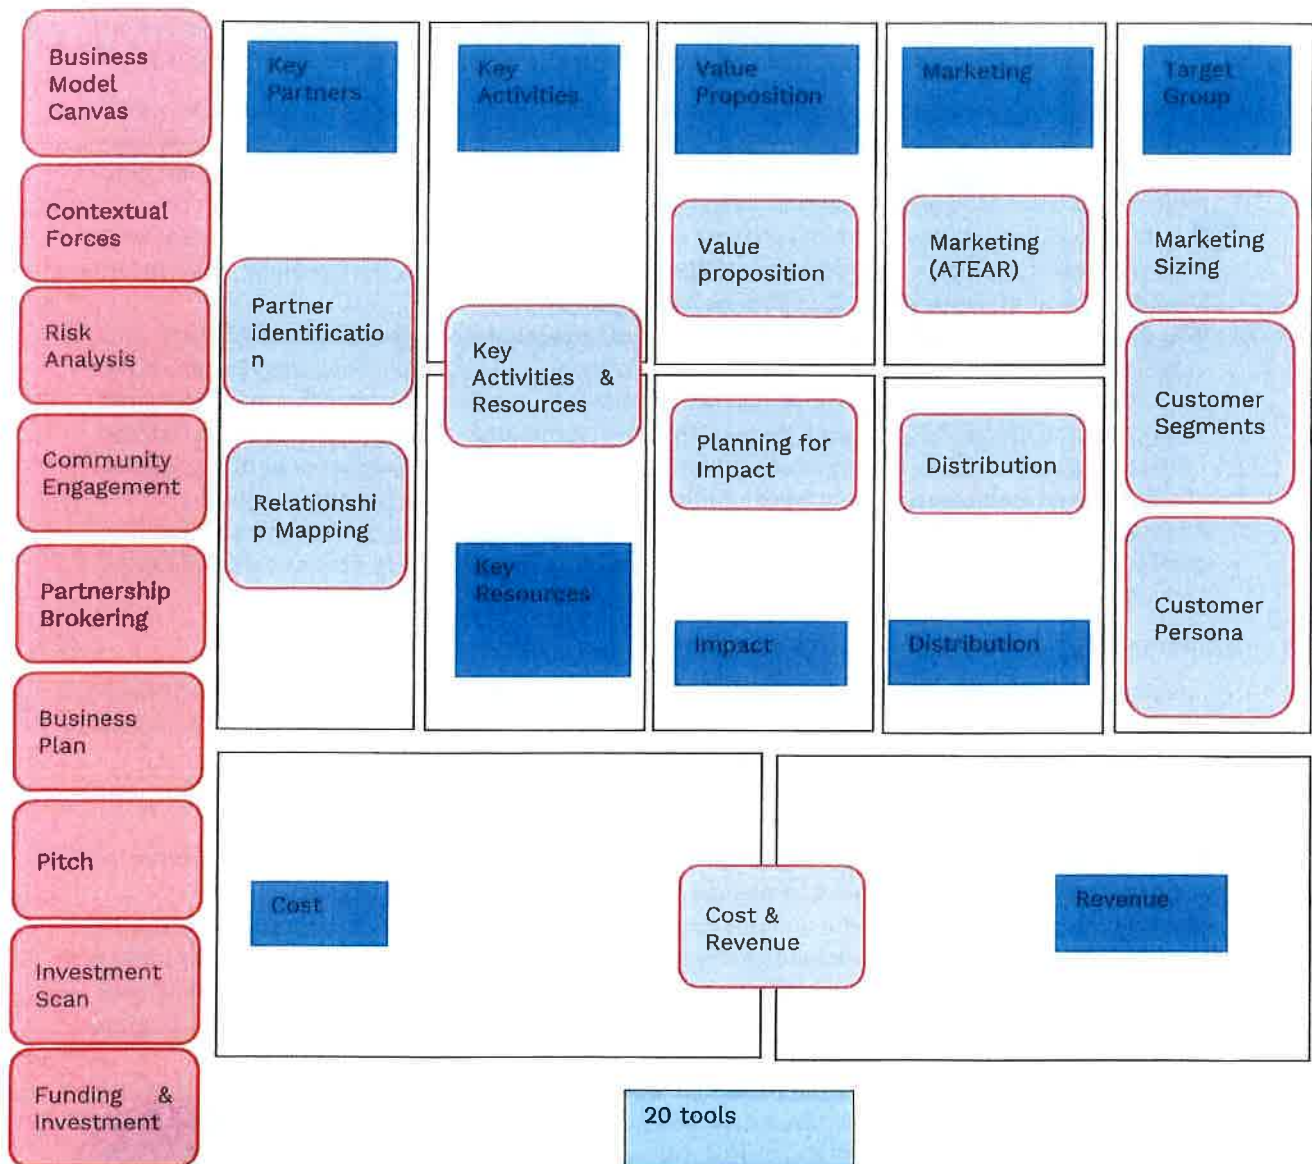 Business
Model
Canvas
Contextual
Forces
Risk
Analysis
Community
Engagement
Partnership
Brokering
Business
Plan
Pitch
Investment
Scan
Funding &
Investment
Key
Partners
Partner
identificatio
n
Relationshi
p Mapping
Key
Activities
Key
Activities &
Resources
Key
Resources
Value
Proposition
Value
proposition
Planning for
Impact
Impact
Marketing
Marketing
(ATEAR)
Distribution
Distribution
Target
Group
Marketing
Sizing
Customer
Segments
Customer
Persona
Cost
Cost &
Revenue
Revenue
20 tools